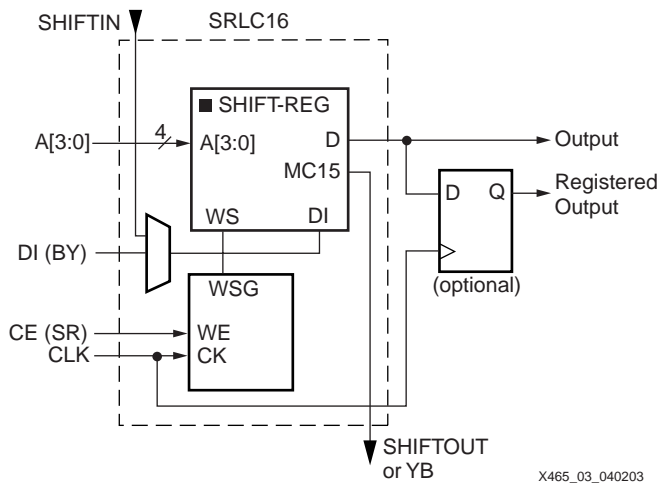 SHIFTIN
SRLC16
SHIFT-REG
A[3:0]
4
A[3:0]
D
Output
MC15
D
Q
Registered
Output
WS
DI
DI (BY)
(optional)
WSG
CE (SR)
WE
CLK
CK
SHIFTOUT
or YB
X465_03_040203